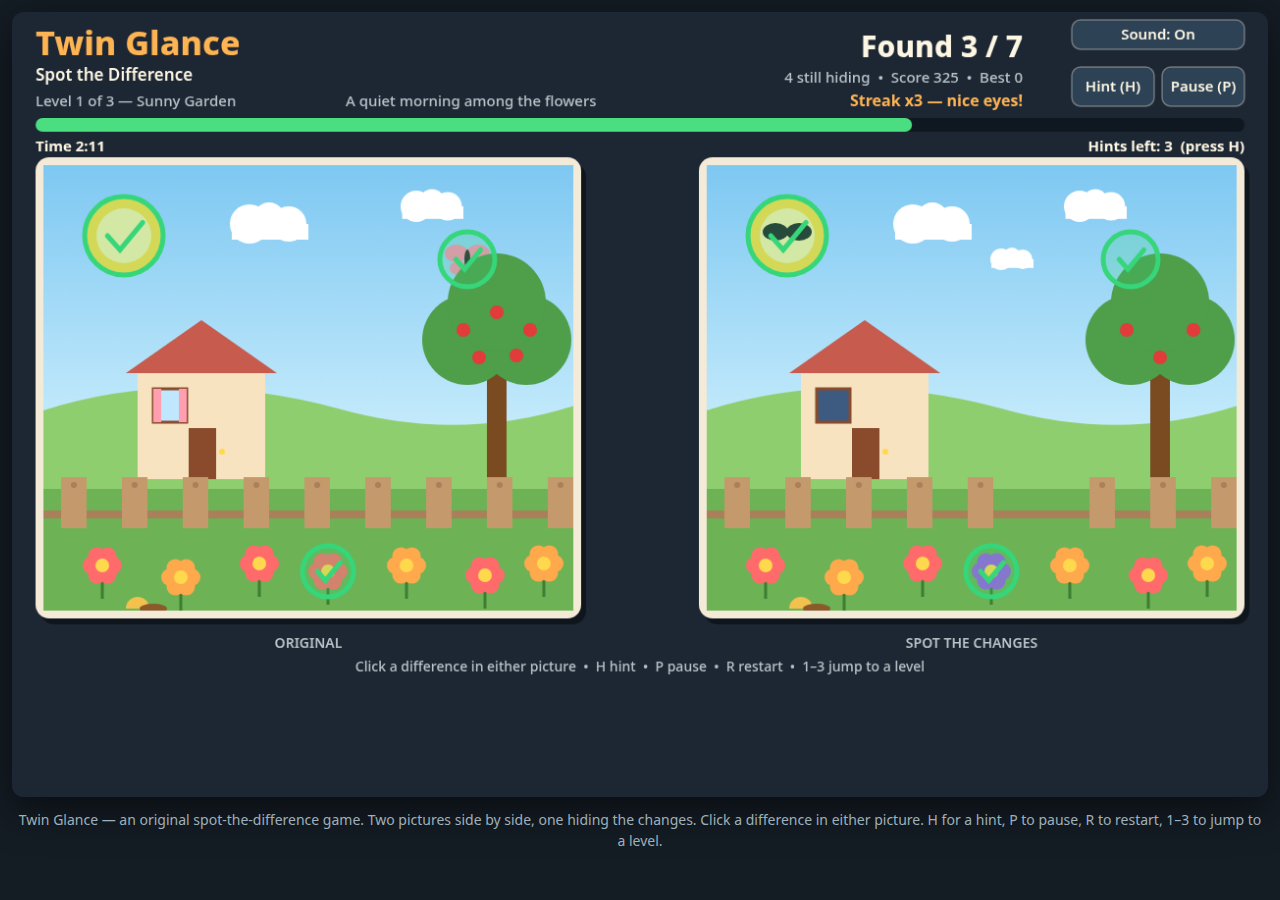 Twin Glance
Spot the Difference
Level 1 of 3 — Sunny Garden
A quiet morning among the flowers
Found 3 / 7
4 still hiding • Score 325 • Best 0
Streak x3 — nice eyes!
Sound: On
Hint (H)
Pause (P)
Time 2:11
Hints left: 3 (press H)
ORIGINAL
SPOT THE CHANGES
Click a difference in either picture • H hint • P pause • R restart • 1–3 jump to a level
Twin Glance — an original spot-the-difference game. Two pictures side by side, one hiding the changes. Click a difference in either picture. H for a hint, P to pause, R to restart, 1–3 to jump to
a level.